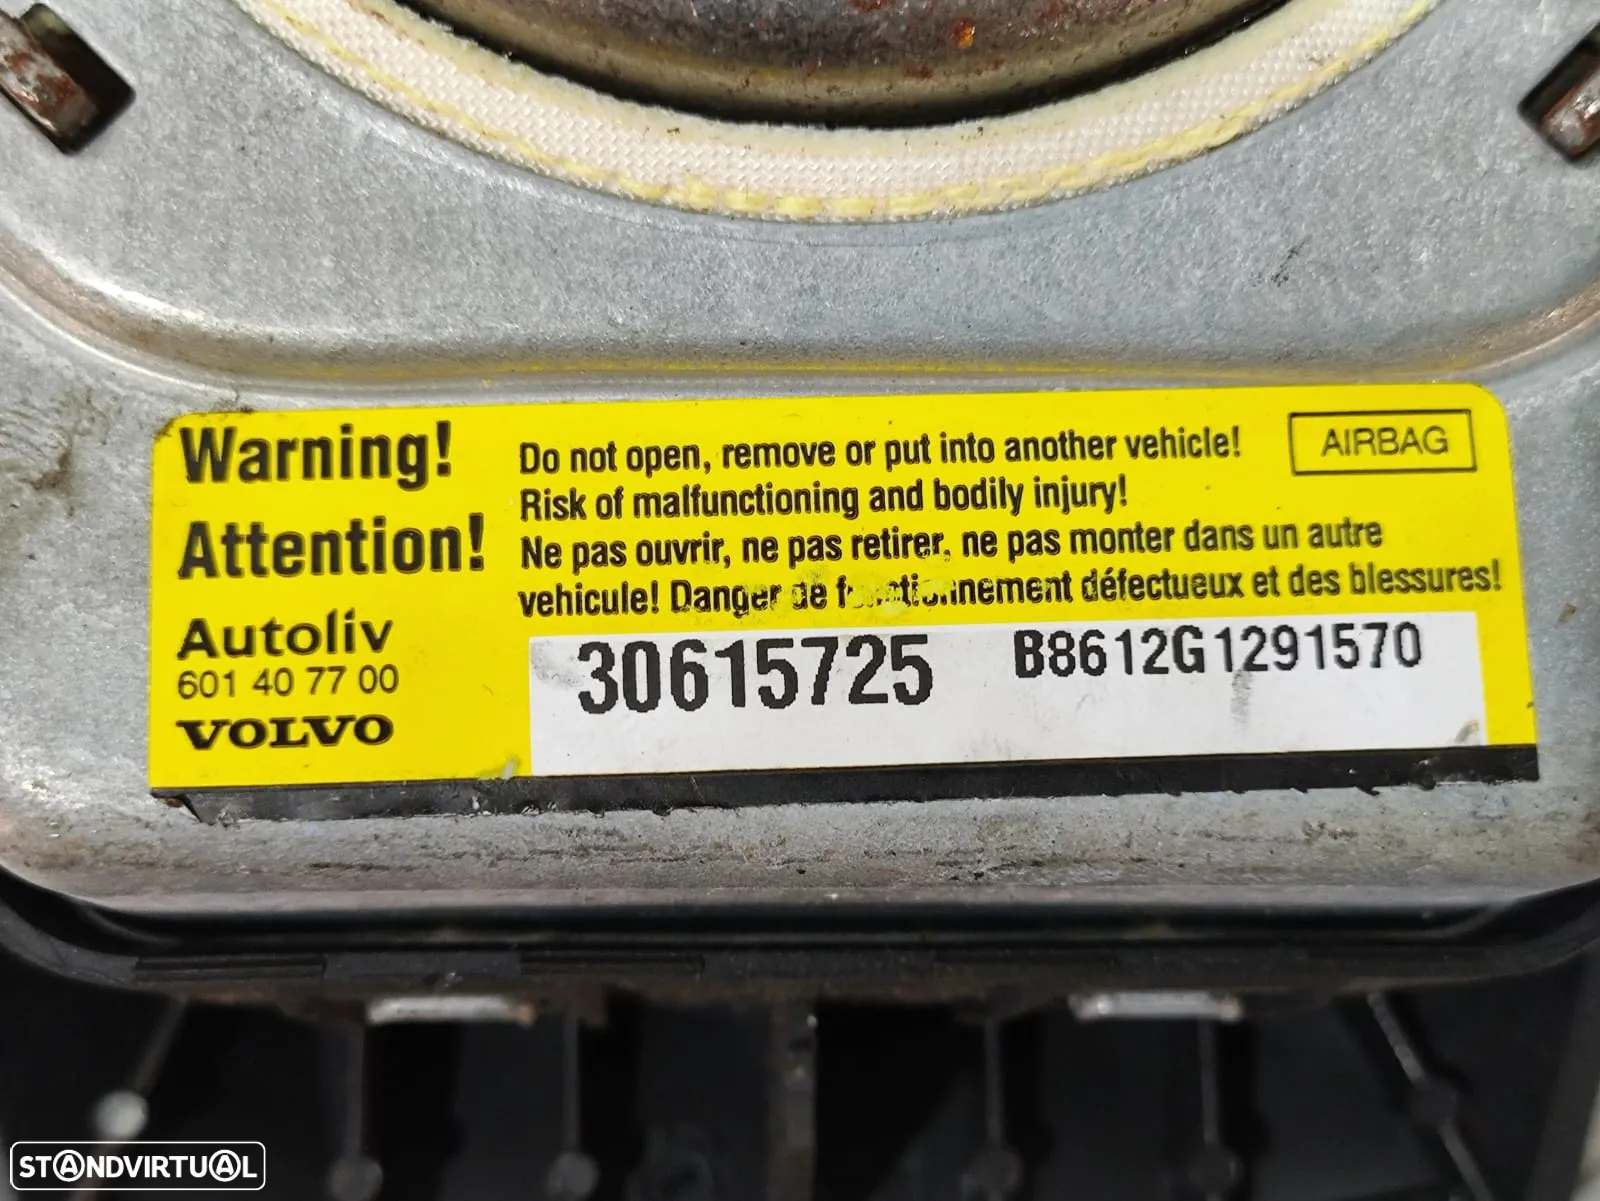 Warning!
Attention!
Do not open, remove or put into another vehicle!
Risk of malfunctioning and bodily injury!
Ne pas ouvrir, ne pas retirer, ne pas monter dans un autre
vehicule! Danger de fonctionnement défectueux et des blessures!
AIRBAG
Autoliv
601 40 77 00
VOLVO
30615725
B8612G1291570
STANDVIRTUAL